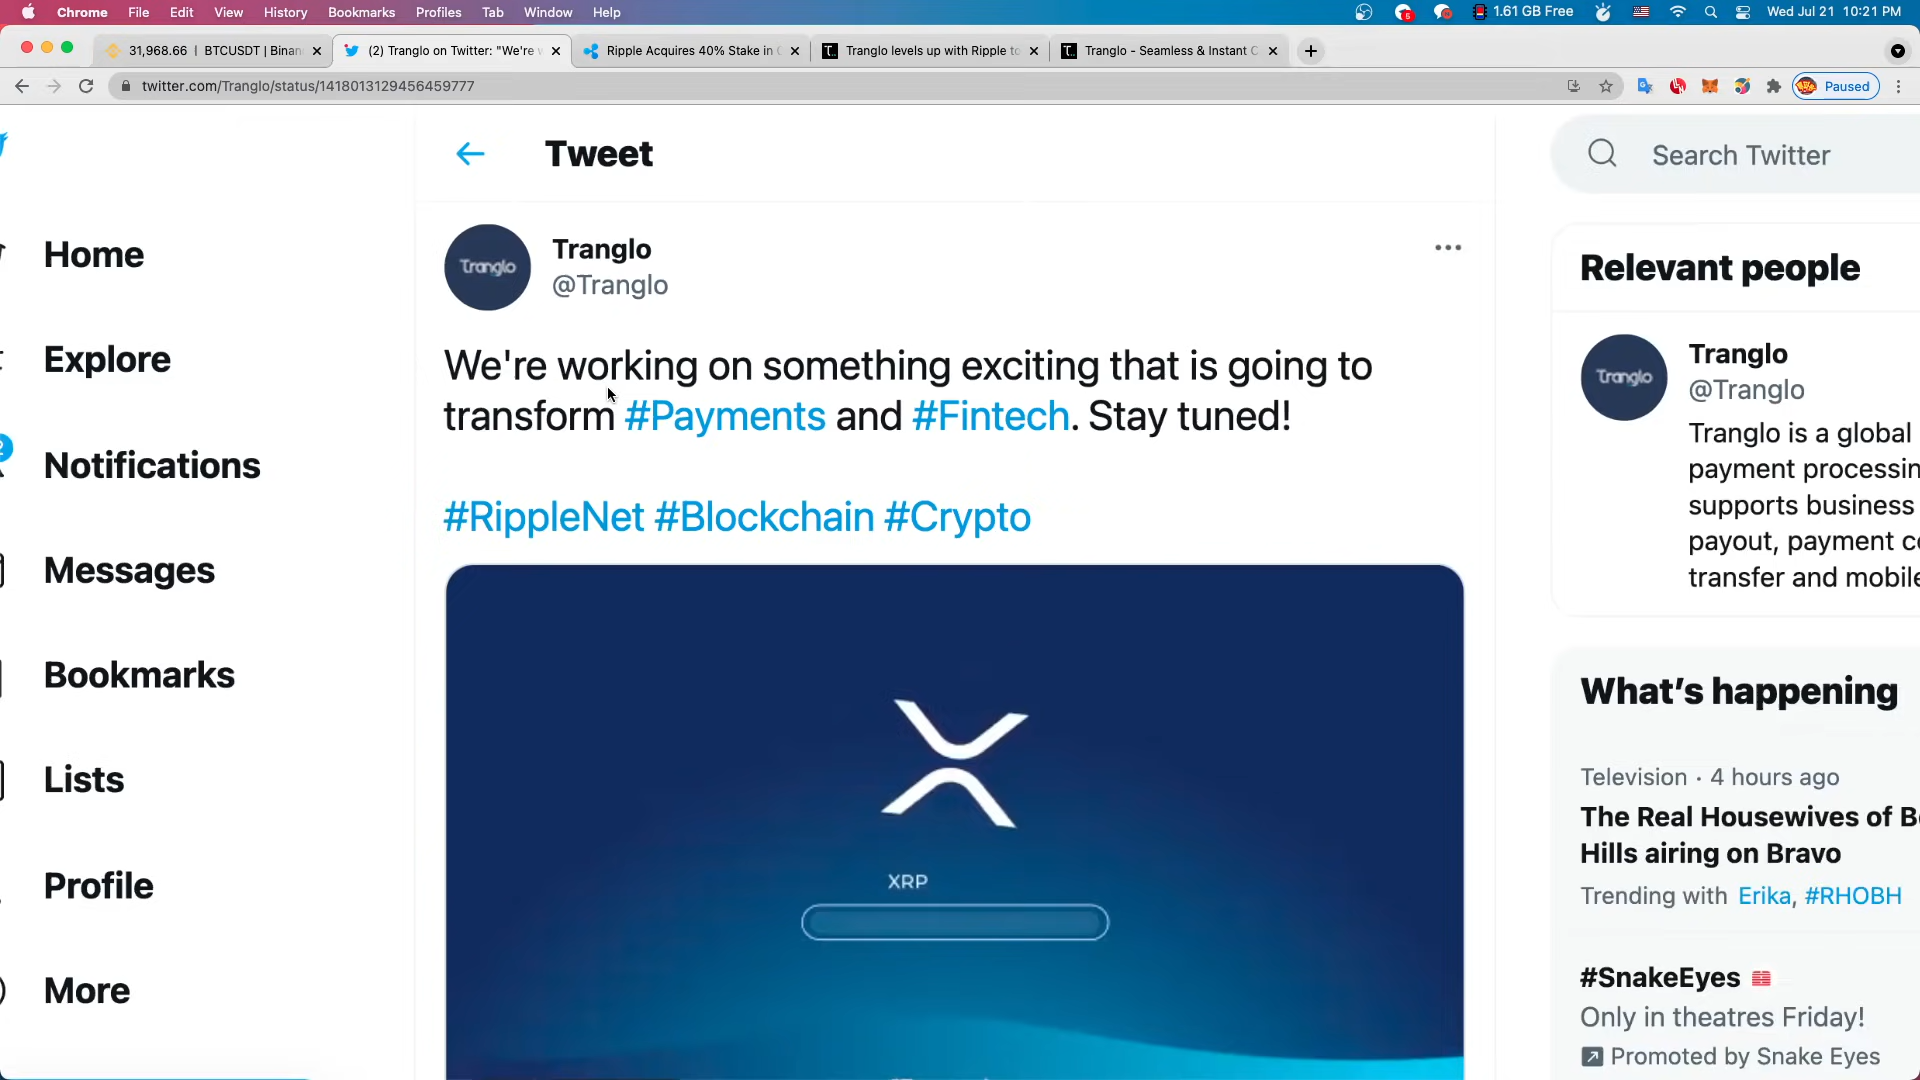 Chrome File Edit View History Bookmarks Profiles Tab Window Help 5 1.61 GB Free Wed Jul 21 10:21 PM
31,968.66 | BTCUSDT | Binan (2) Tranglo on Twitter: "We're w Ripple Acquires 40% Stake in Tranglo levels up with Ripple to Tranglo - Seamless & Instant C
twitter.com/Tranglo/status/1418013129456459777 Paused
Tweet
Search Twitter
Home
Explore
Notifications
Messages
Bookmarks
Lists
Profile
More
Tranglo
Tranglo
@Tranglo
We're working on something exciting that is going to
transform #Payments and #Fintech. Stay tuned!
#RippleNet #Blockchain #Crypto
XRP
Relevant people
Tranglo
Tranglo
@Tranglo
Tranglo is a global
payment processin
supports business
payout, payment c
transfer and mobile
What's happening
Television · 4 hours ago
The Real Housewives of B
Hills airing on Bravo
Trending with Erika, #RHOBH
#SnakeEyes
Only in theatres Friday!
Promoted by Snake Eyes